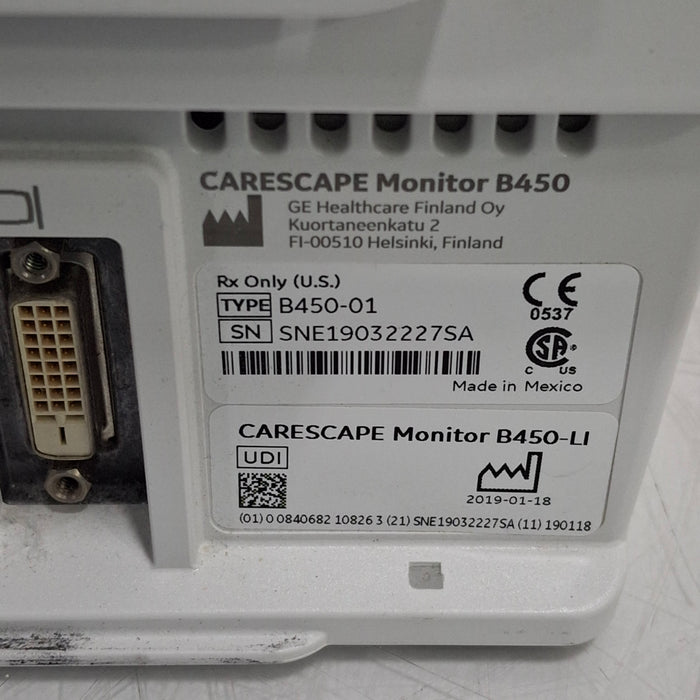 CARESCAPE Monitor B450
GE Healthcare Finland Oy
Kuortaneenkatu 2
FI-00510 Helsinki, Finland
Rx Only (U.S.)
TYPE B450-01
SN SNE19032227SA
CE
0537
CSA ®
C US
Made in Mexico
CARESCAPE Monitor B450-LI
UDI
2019-01-18
(01) 0 0840682 10826 3 (21) SNE19032227SA (11) 190118